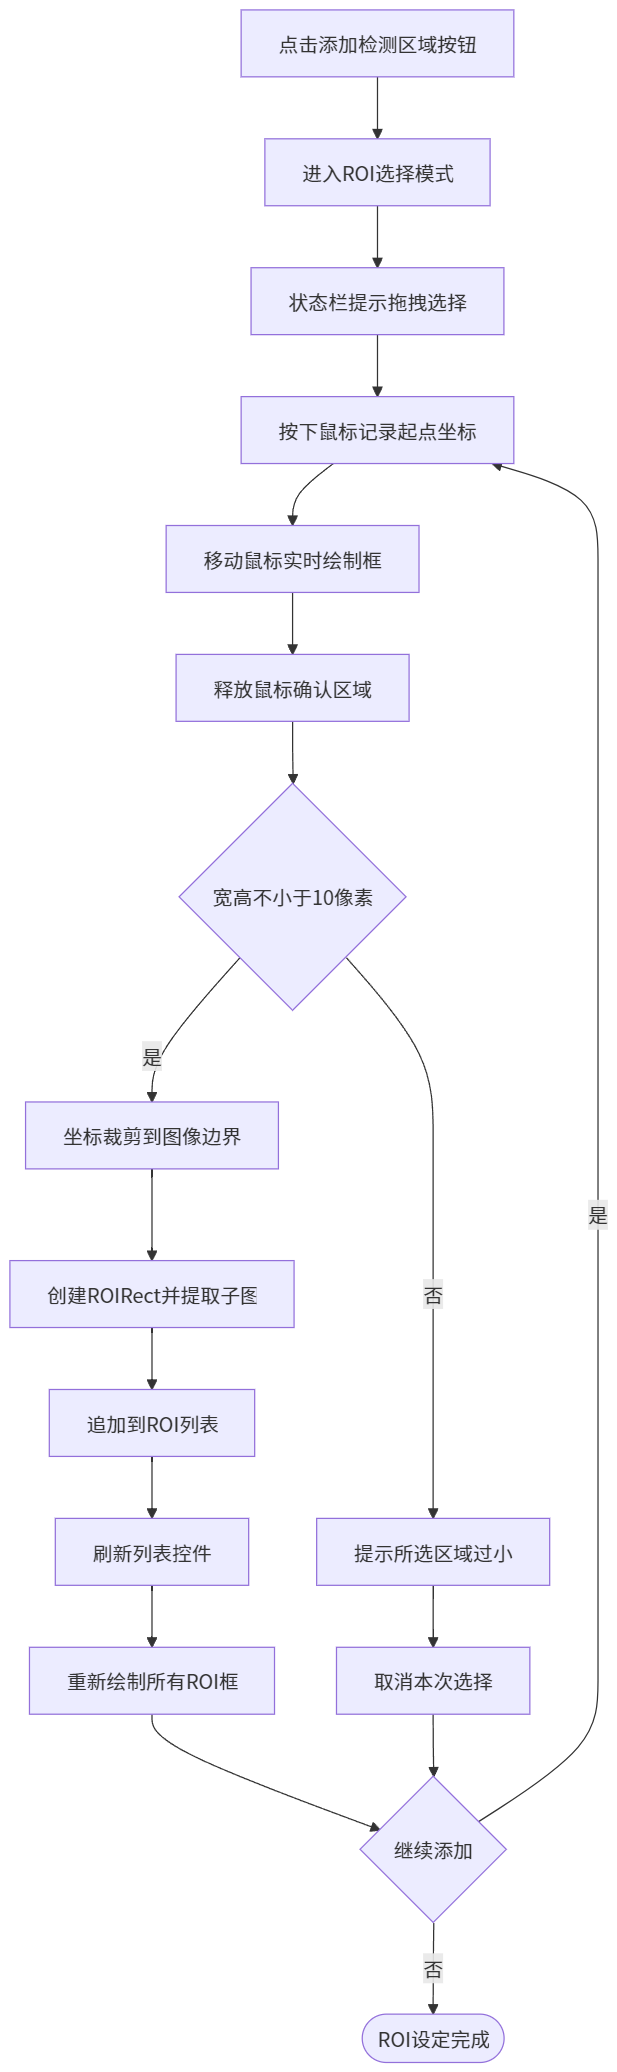 点击添加检测区域按钮
进入ROI选择模式
状态栏提示拖拽选择
按下鼠标记录起点坐标
移动鼠标实时绘制框
释放鼠标确认区域
宽高不小于10像素
是
坐标裁剪到图像边界
创建ROIRect并提取子图
追加到ROI列表
刷新列表控件
重新绘制所有ROI框
否
提示所选区域过小
取消本次选择
继续添加
是
否
ROI设定完成